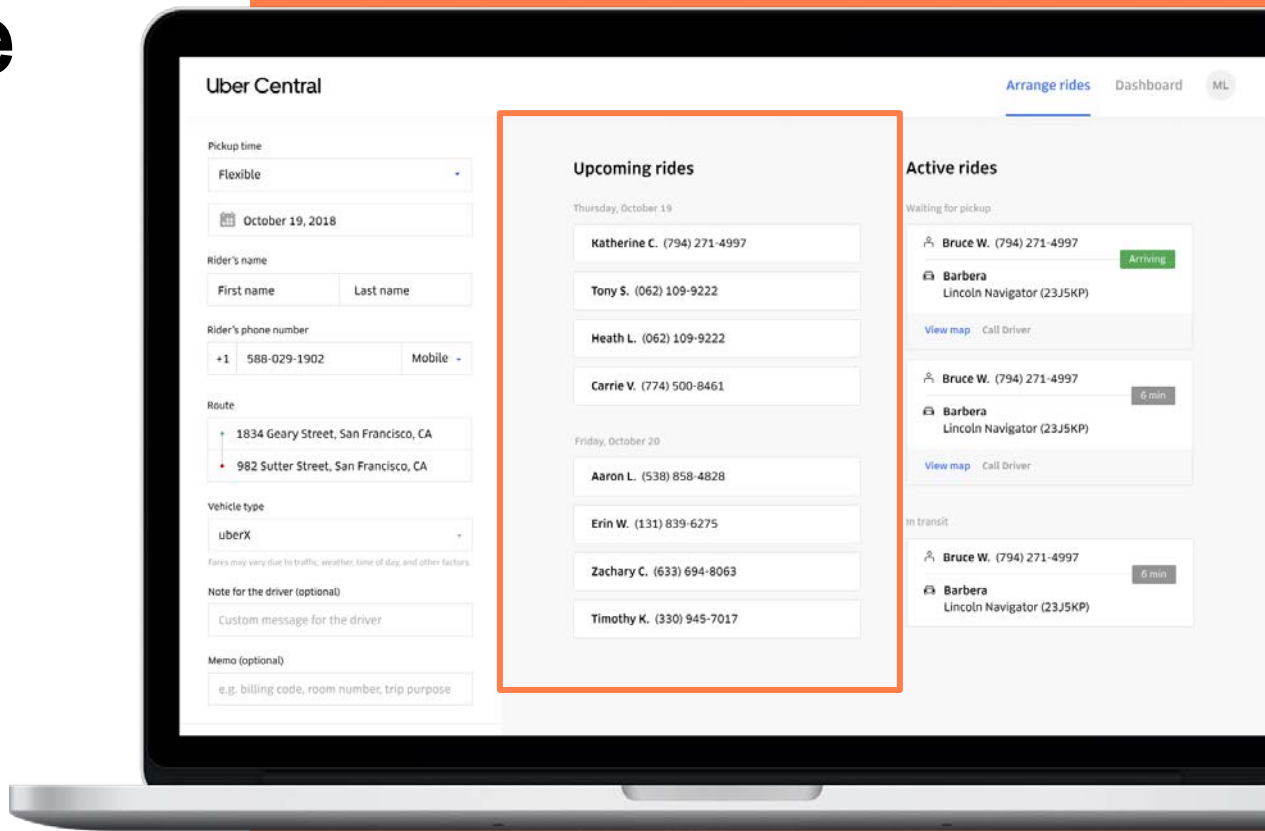 e
Uber Central
Arrange rides Dashboard ML
Pickup time
Flexible
October 19, 2018
Rider's name
First name Last name
Rider's phone number
+1 588-029-1902 Mobile
Route
1834 Geary Street, San Francisco, CA
982 Sutter Street, San Francisco, CA
Vehicle type
uberX
Fares may vary due to traffic, weather, time of day, and other factors.
Note for the driver (optional)
Custom message for the driver
Memo (optional)
e.g. billing code, room number, trip purpose
Upcoming rides
Thursday, October 19
Katherine C. (794) 271-4997
Tony S. (062) 109-9222
Heath L. (062) 109-9222
Carrie V. (774) 500-8461
Friday, October 20
Aaron L. (538) 858-4828
Erin W. (131) 839-6275
Zachary C. (633) 694-8063
Timothy K. (330) 945-7017
Active rides
Waiting for pickup
Bruce W. (794) 271-4997
Arriving
Barbera
Lincoln Navigator (23J5KP)
View map Call Driver
Bruce W. (794) 271-4997
6 min
Barbera
Lincoln Navigator (23J5KP)
View map Call Driver
In transit
Bruce W. (794) 271-4997
6 min
Barbera
Lincoln Navigator (23J5KP)